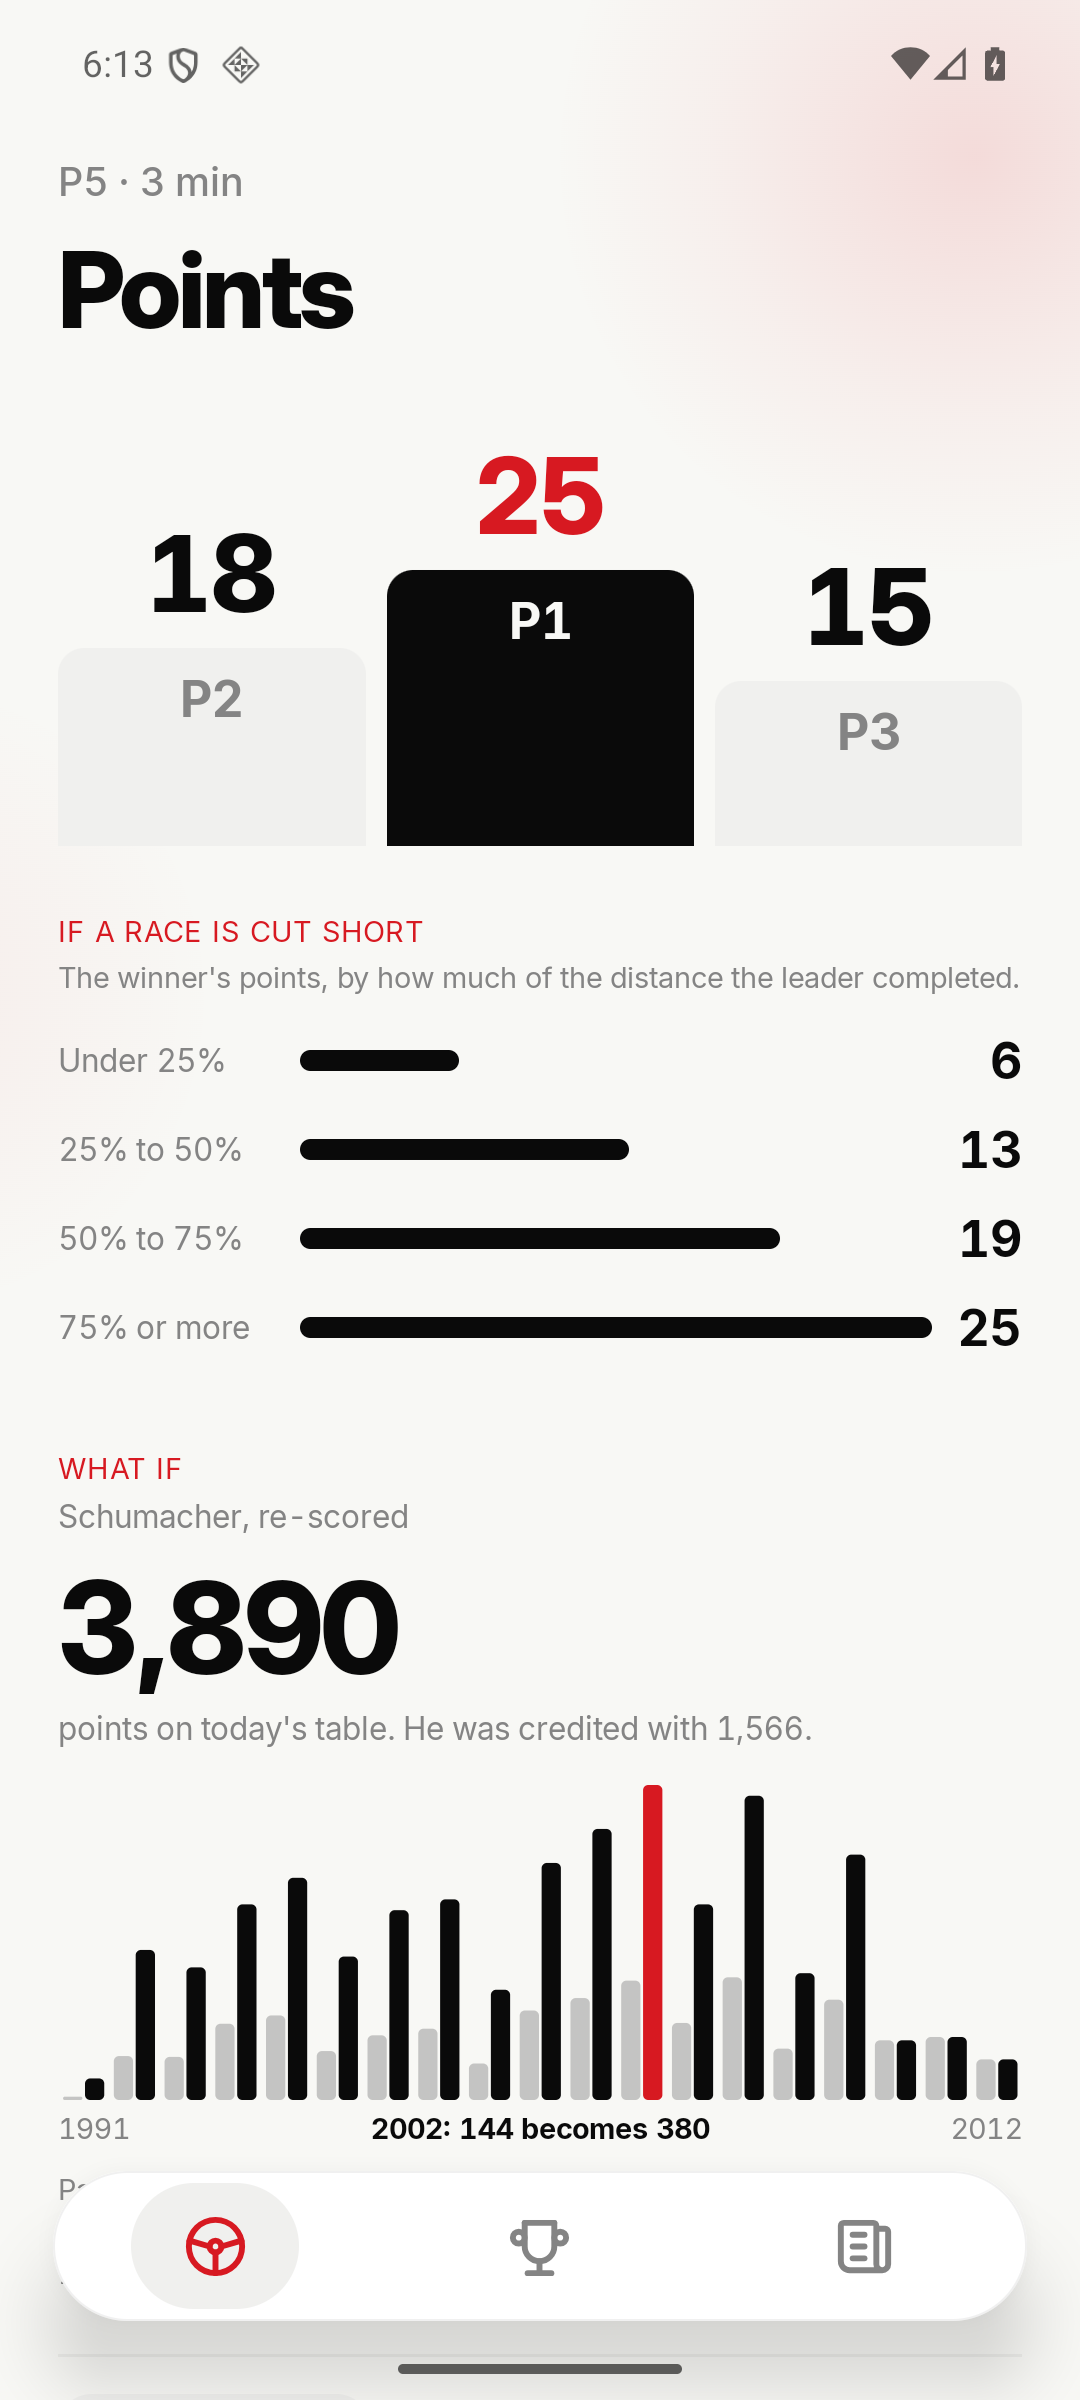 6:13
P5 · 3 min
Points
25
18
15
P1
P2
P3
IF A RACE IS CUT SHORT
The winner's points, by how much of the distance the leader completed.
Under 25% 6
25% to 50% 13
50% to 75% 19
75% or more 25
WHAT IF
Schumacher, re-scored
3,890
points on today's table. He was credited with 1,566.
1991 2002: 144 becomes 380 2012